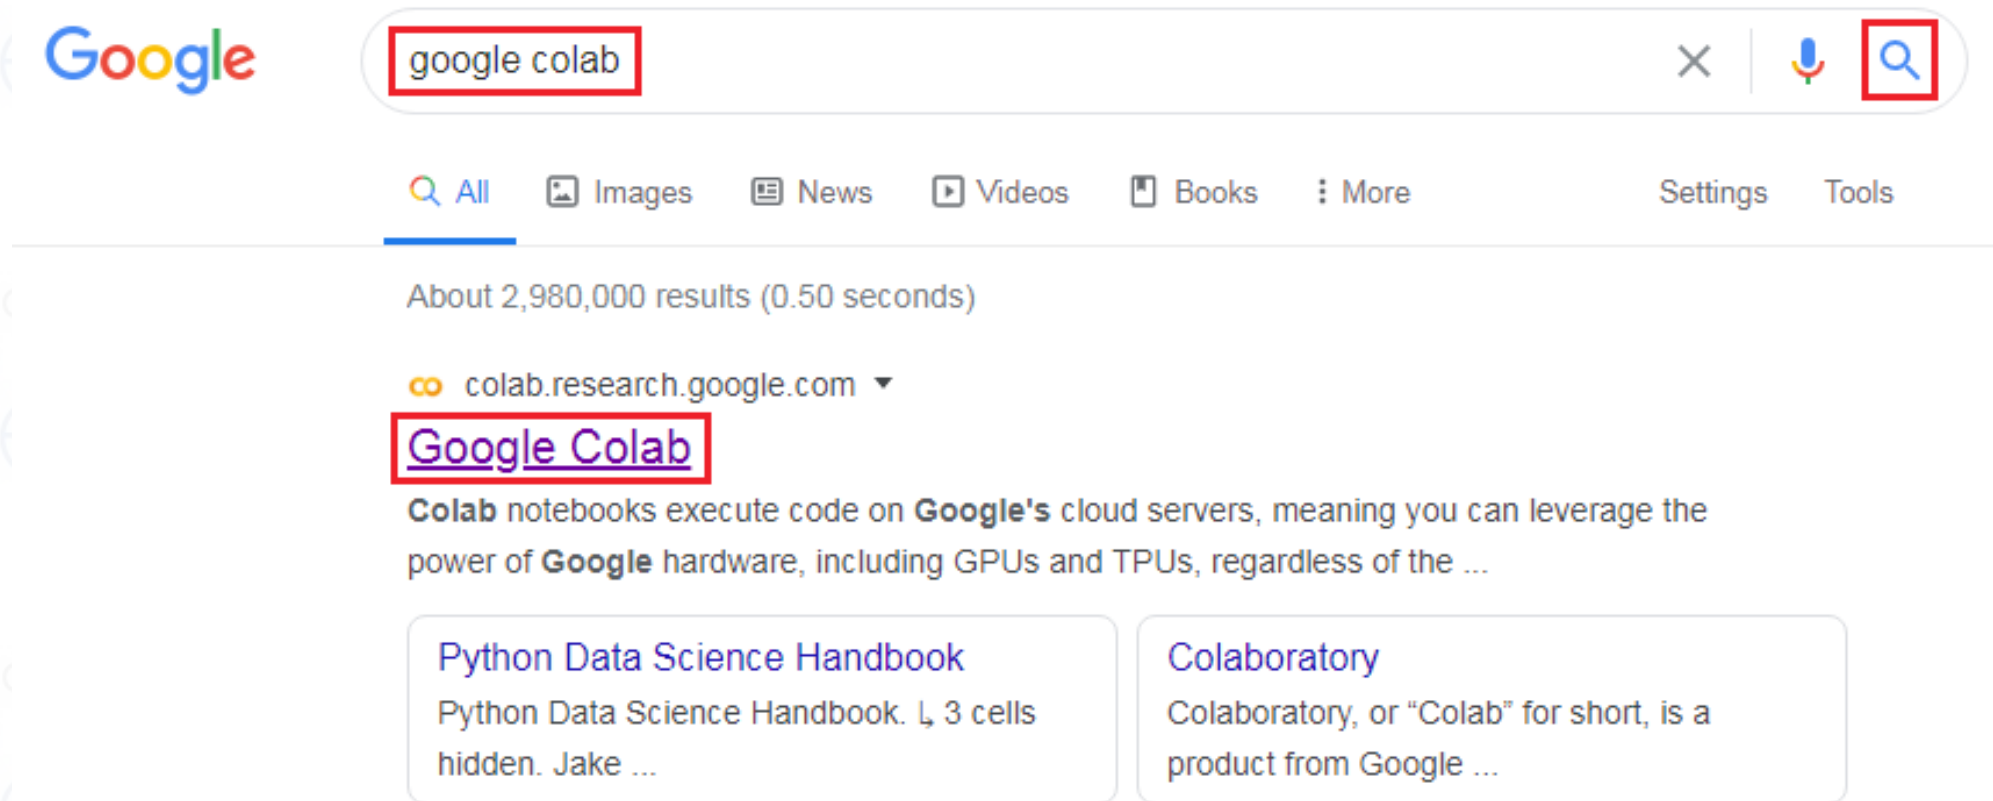 Google
google colab
All Images News Videos Books More Settings Tools
About 2,980,000 results (0.50 seconds)
colab.research.google.com
Google Colab
Colab notebooks execute code on Google's cloud servers, meaning you can leverage the
power of Google hardware, including GPUs and TPUs, regardless of the ...
Python Data Science Handbook
Python Data Science Handbook. ↳ 3 cells
hidden. Jake ...
Colaboratory
Colaboratory, or “Colab” for short, is a
product from Google ...